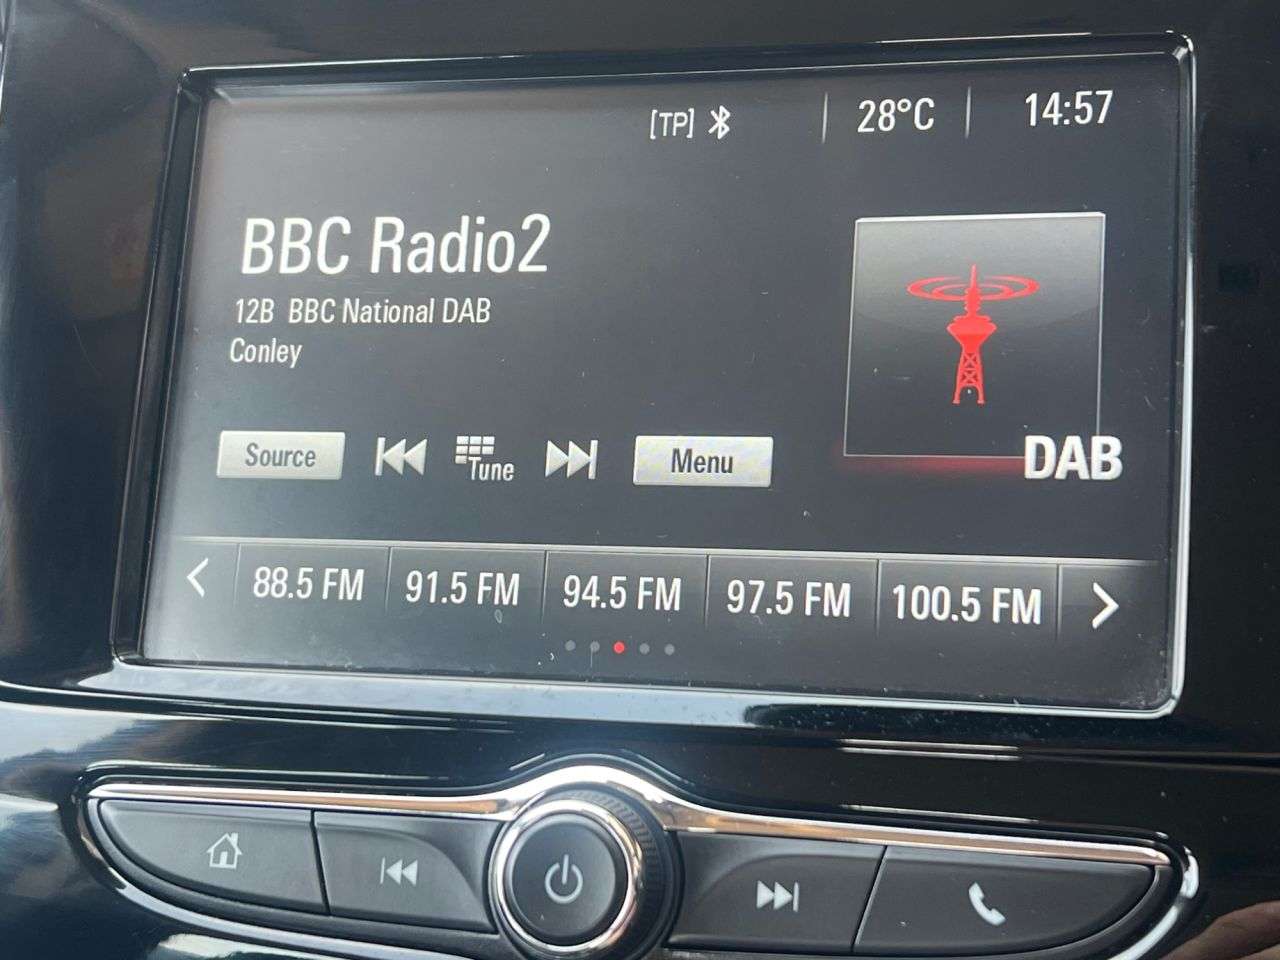 [TP] 28°C 14:57
BBC Radio2
12B BBC National DAB
Conley
Source Tune Menu
DAB
88.5 FM 91.5 FM 94.5 FM 97.5 FM 100.5 FM